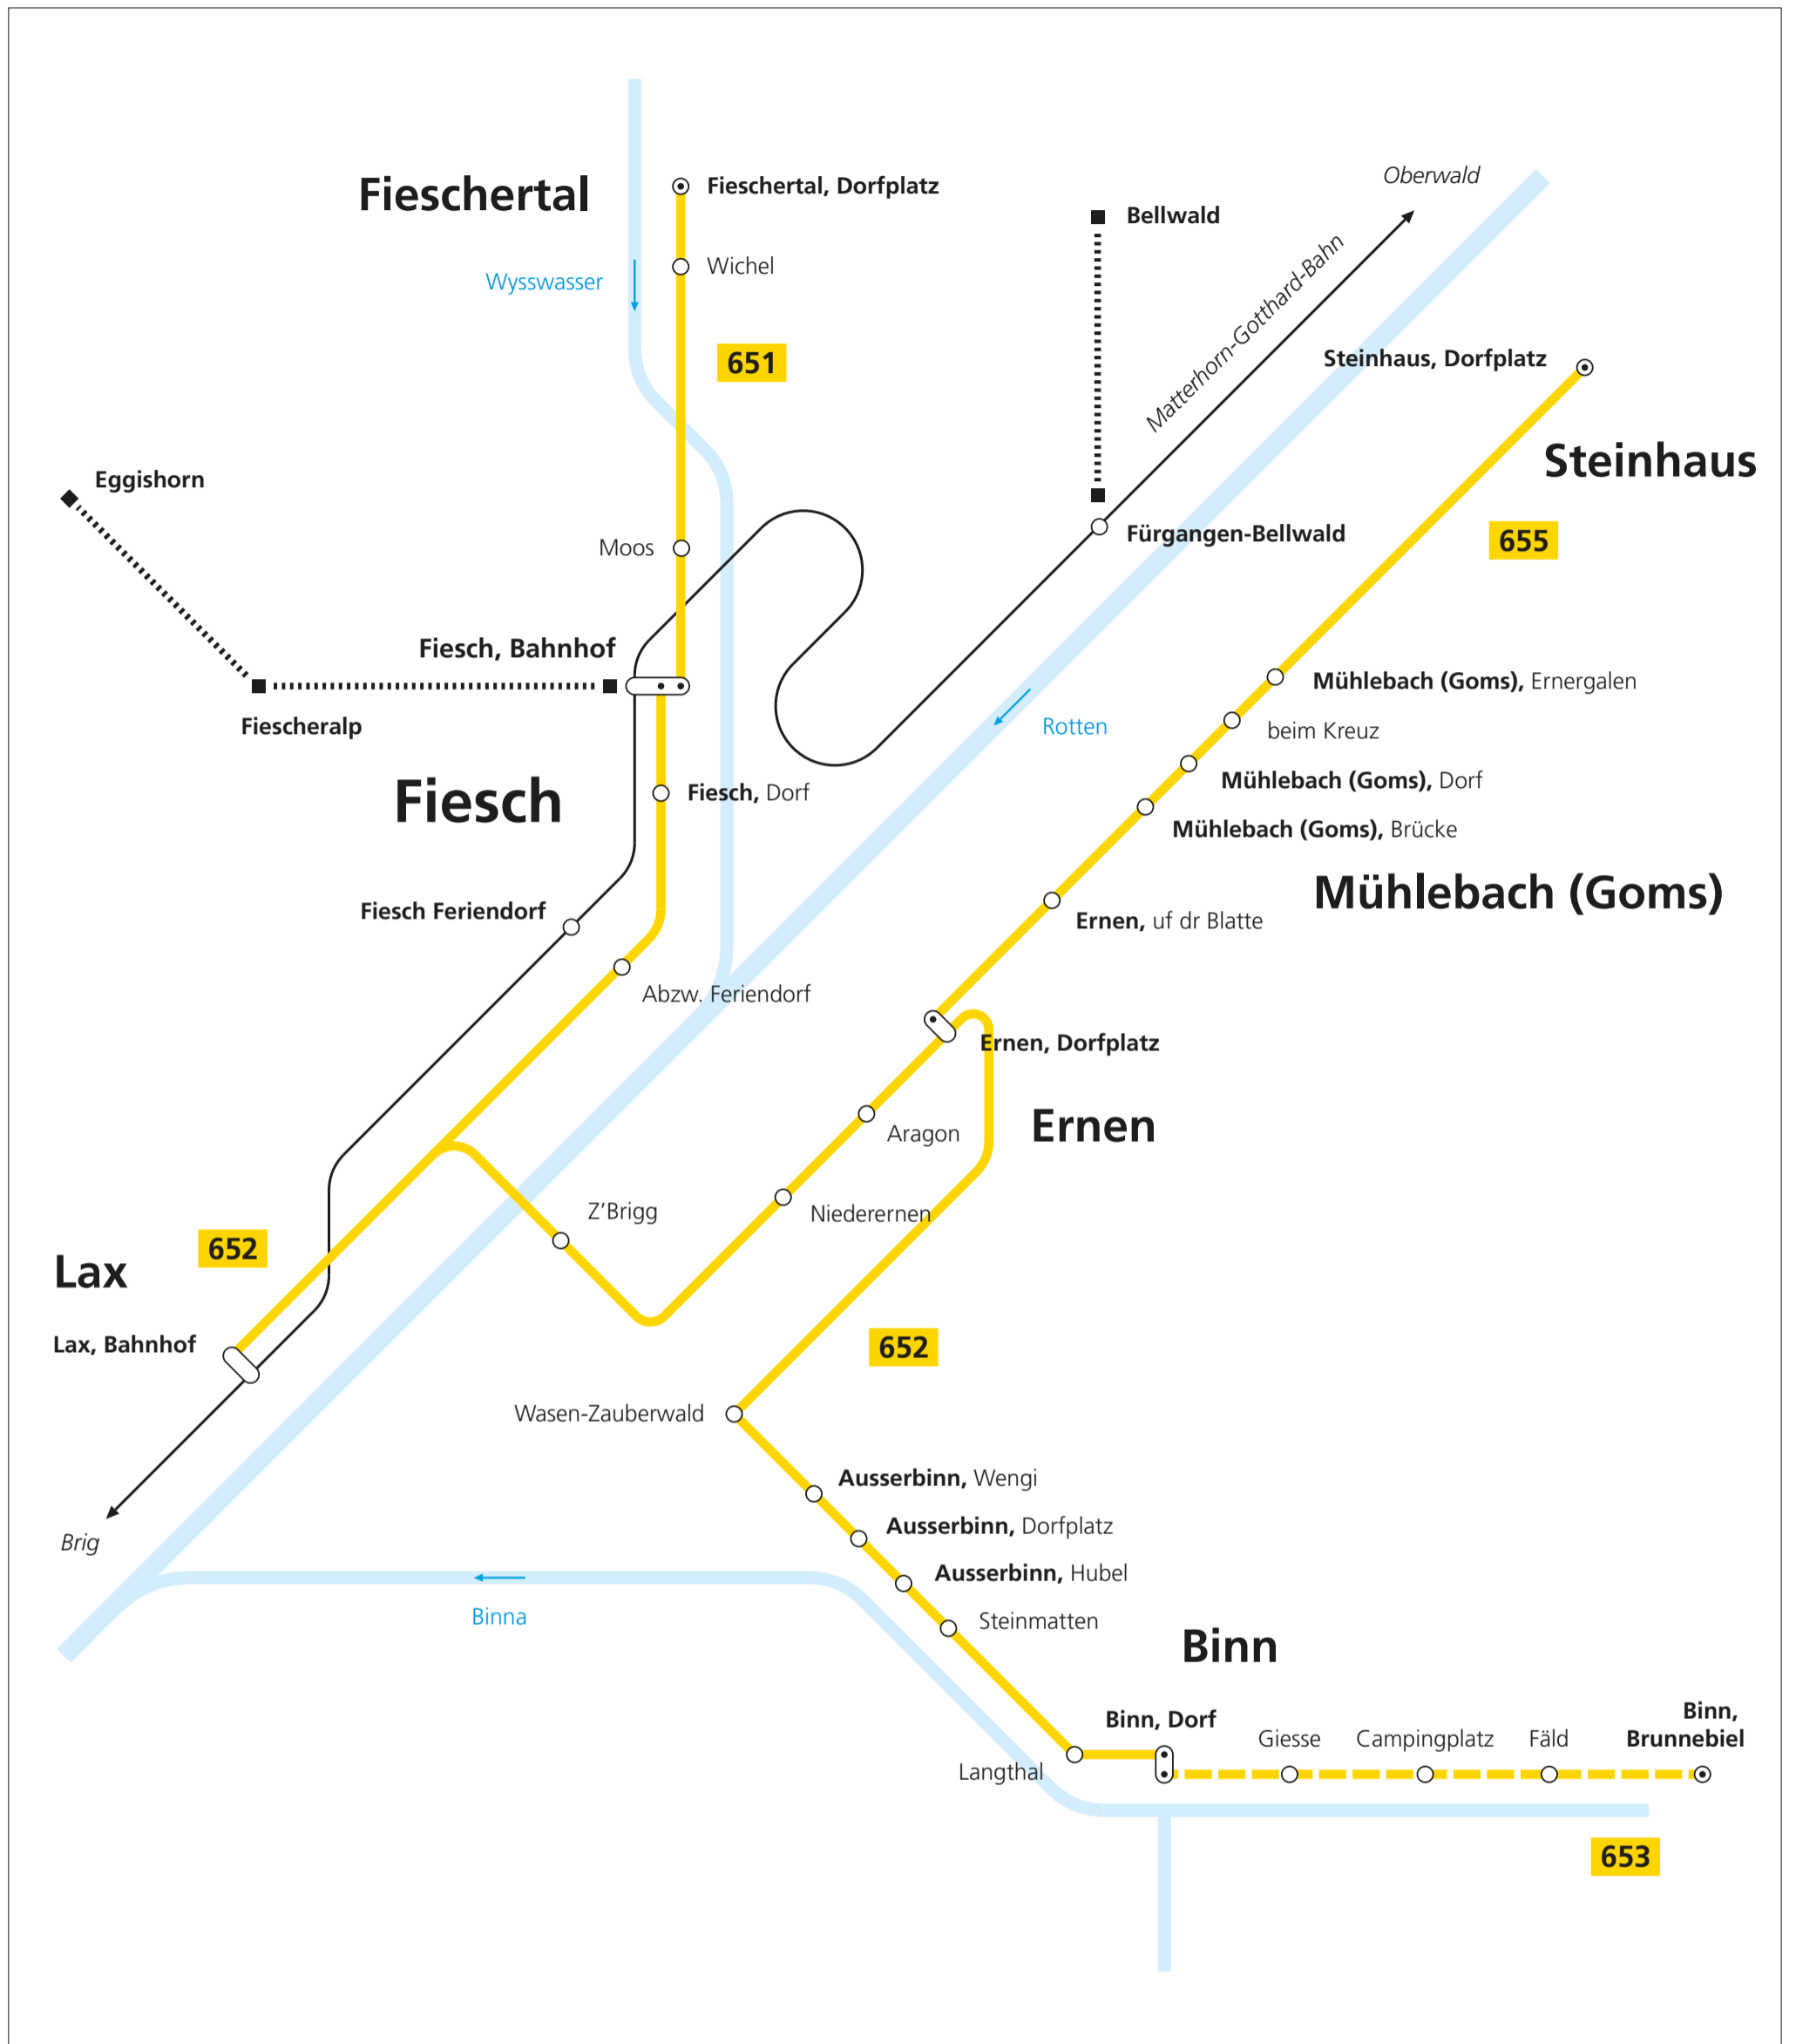 Oberwald
Fieschertal
Fieschertal, Dorfplatz
Bellwald
Wichel
Wysswasser
Matterhorn-Gotthard-Bahn
651
Steinhaus, Dorfplatz
Steinhaus
Eggishorn
Fürgangen-Bellwald
655
Moos
Fiesch, Bahnhof
Mühlebach (Goms), Ernergalen
Fiescheralp
Rotten
beim Kreuz
Fiesch
Fiesch, Dorf
Mühlebach (Goms), Dorf
Mühlebach (Goms), Brücke
Mühlebach (Goms)
Fiesch Feriendorf
Ernen, uf dr Blatte
Abzw. Feriendorf
Ernen, Dorfplatz
Aragon
Ernen
Z'Brigg
Niederernen
652
Lax
Lax, Bahnhof
652
Wasen-Zauberwald
Ausserbinn, Wengi
Ausserbinn, Dorfplatz
Brig
Ausserbinn, Hubel
Binna
Steinmatten
Binn
Binn, Dorf
Binn,
Brunnebiel
Giesse
Campingplatz
Fäld
Langthal
653